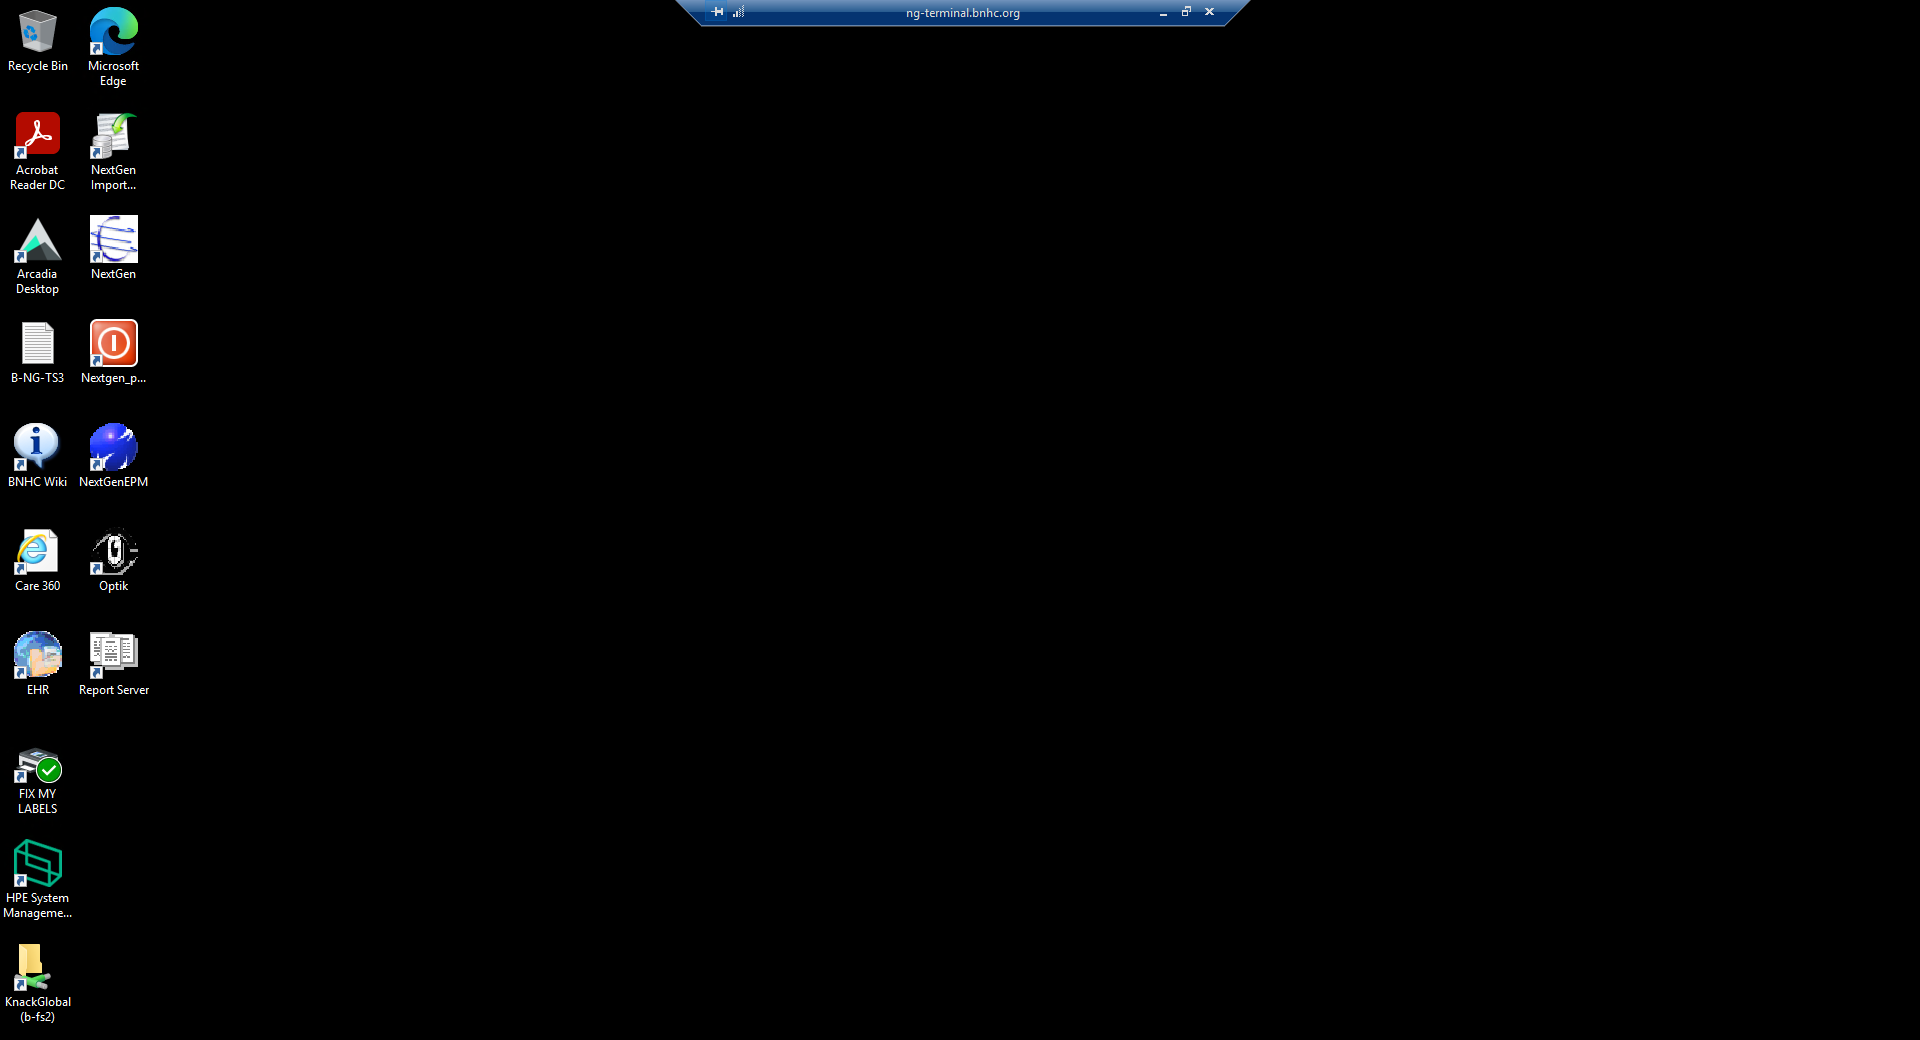 ng-terminal.bnhc.org
Recycle Bin
Microsoft
Edge
Acrobat
Reader DC
NextGen
Import...
Arcadia
Desktop
NextGen
B-NG-TS3
Nextgen_p...
BNHC Wiki
NextGenEPM
Care 360
Optik
EHR
Report Server
FIX MY
LABELS
HPE System
Manageme...
KnackGlobal
(b-fs2)